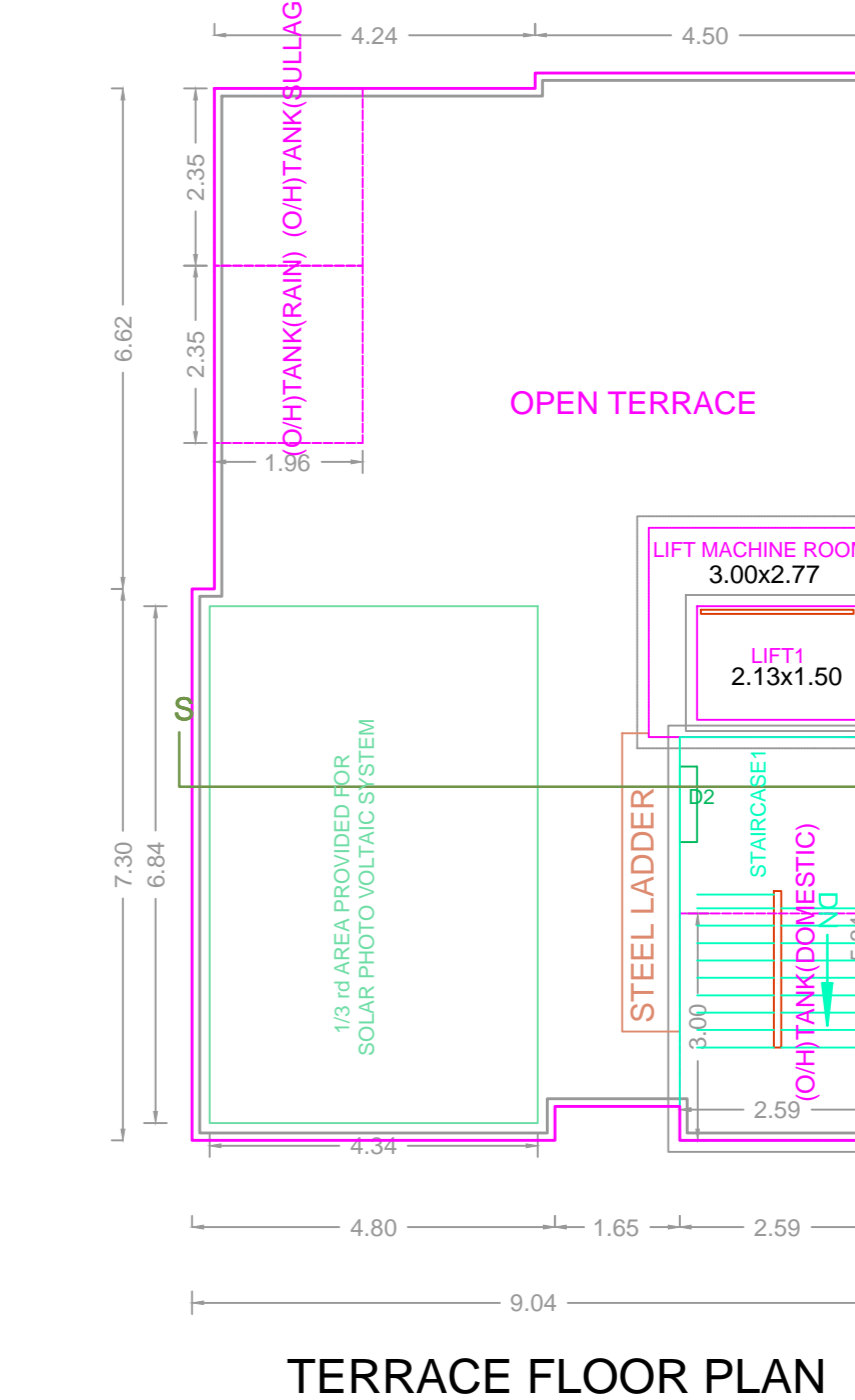 4.24
4.50
(O/H)TANK(SULLAG
2.35
6.62
(O/H)TANK(RAIN)
2.35
OPEN TERRACE
1.96
LIFT MACHINE ROOM
3.00x2.77
LIFT1
2.13x1.50
S
1/3 rd AREA PROVIDED FOR
SOLAR PHOTO VOLTAIC SYSTEM
STEEL LADDER
D2
STAIRCASE1
(O/H)TANK(DOMESTIC)
DN
7.30
6.84
3.00
2.59
4.34
4.80
1.65
2.59
9.04
TERRACE FLOOR PLAN